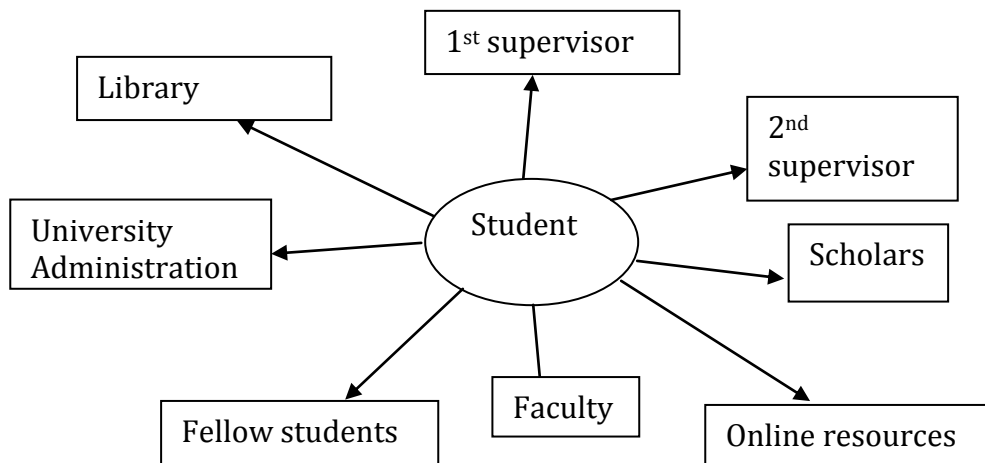 1st supervisor
Library
2nd
supervisor
Student
University
Administration
Scholars
Faculty
Fellow students
Online resources